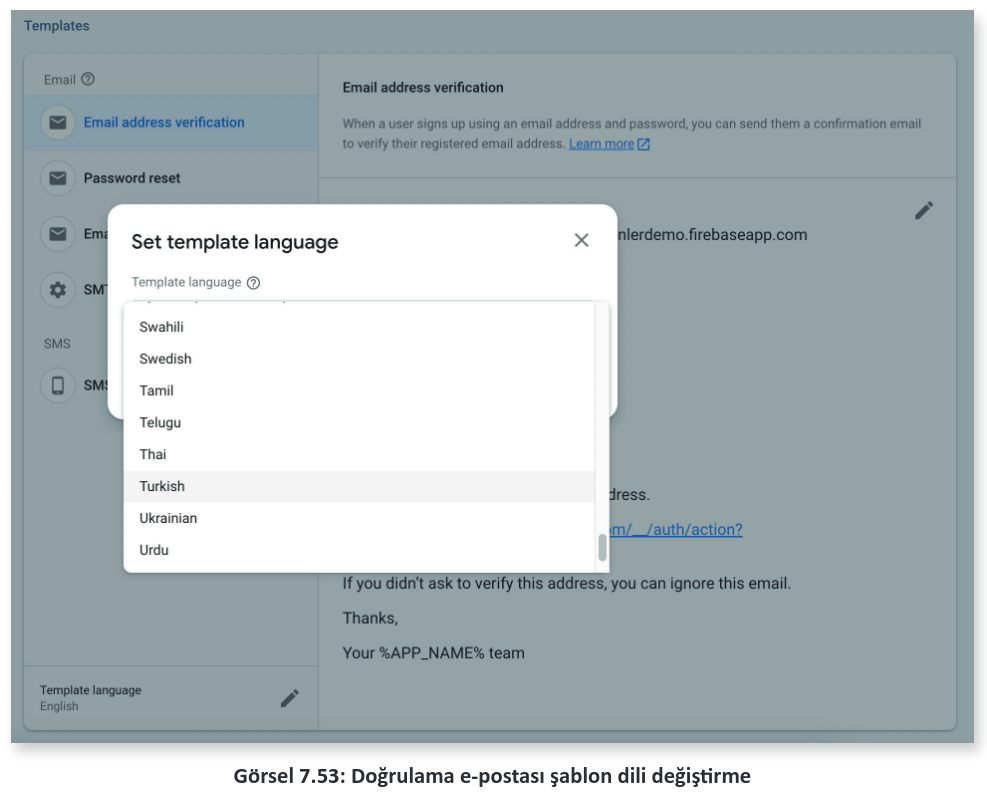 Templates
Email
Email address verification
Password reset
Ema
SMT
SMS
SMS
Template language
English
Email address verification
When a user signs up using an email address and password, you can send them a confirmation email
to verify their registered email address. Learn more
nlerdemo.firebaseapp.com
Set template language
Template language
Swahili
Swedish
Tamil
Telugu
Thai
Turkish
Ukrainian
Urdu
dress.
om/__/auth/action?
If you didn't ask to verify this address, you can ignore this email.
Thanks,
Your %APP_NAME% team
Görsel 7.53: Doğrulama e-postası şablon dili değiştirme